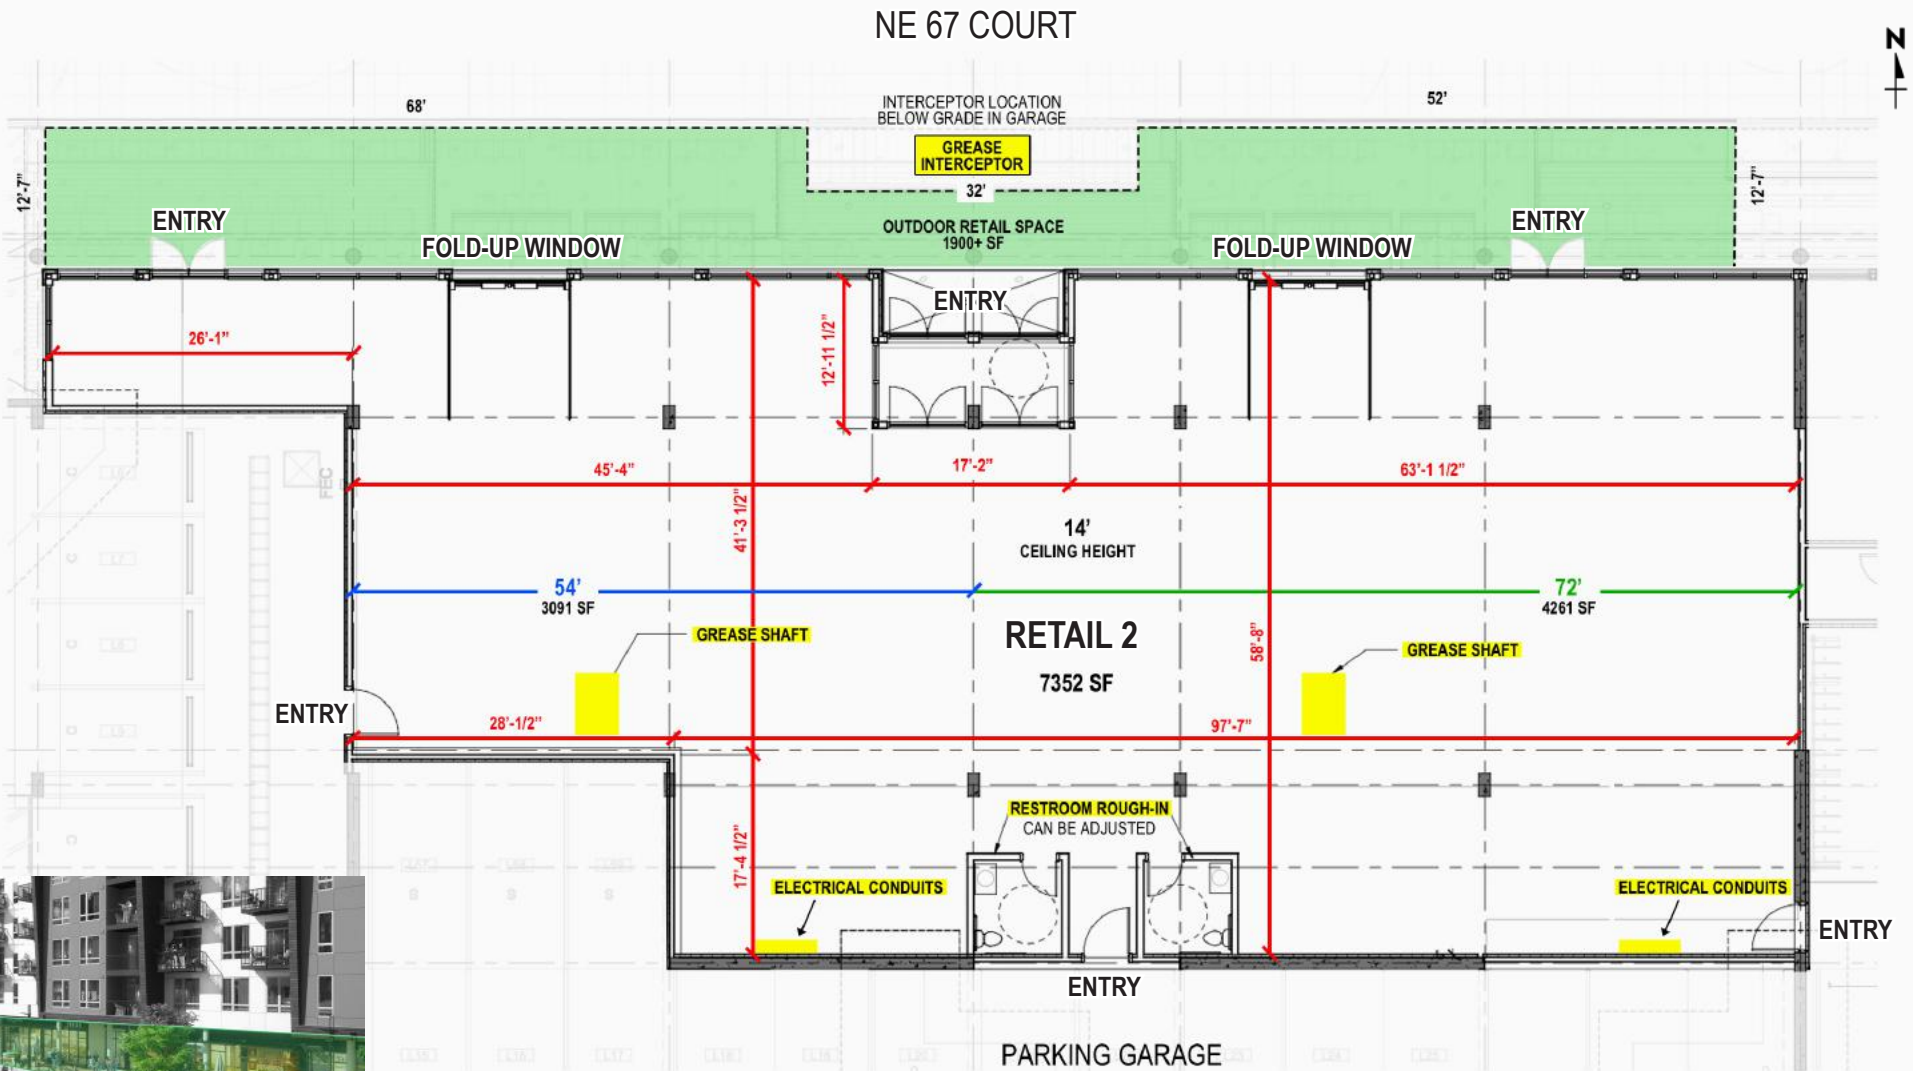 NE 67 COURT
N
68'
52'
INTERCEPTOR LOCATION
BELOW GRADE IN GARAGE
GREASE
INTERCEPTOR
32'
12'-7"
12'-7"
ENTRY
ENTRY
OUTDOOR RETAIL SPACE
1900+ SF
FOLD-UP WINDOW
FOLD-UP WINDOW
ENTRY
26'-1"
12'-11 1/2"
45'-4"
17'-2"
63'-1 1/2"
FEC
41'-3 1/2"
14'
CEILING HEIGHT
54'
3091 SF
72'
4261 SF
GREASE SHAFT
RETAIL 2
58'-8"
GREASE SHAFT
7352 SF
ENTRY
28'-1/2"
97'-7"
RESTROOM ROUGH-IN
CAN BE ADJUSTED
17'-4 1/2"
ELECTRICAL CONDUITS
ELECTRICAL CONDUITS
ENTRY
ENTRY
PARKING GARAGE